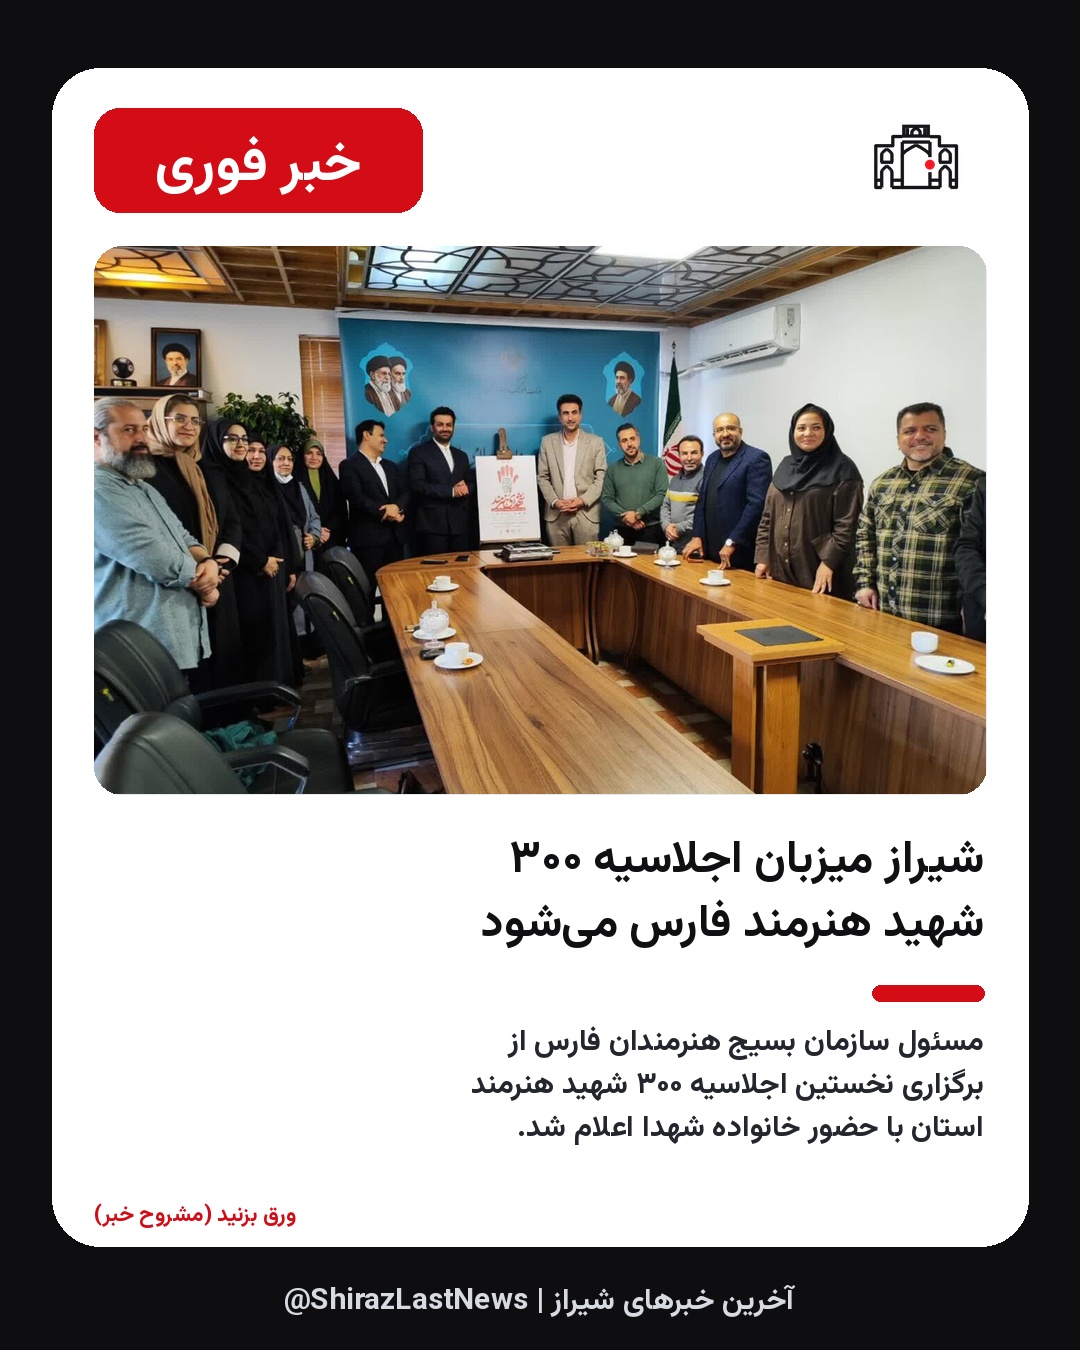 خبر فوری
شهدای هنرمند
شیراز میزبان اجلاسیه ۳۰۰
شهید هنرمند فارس می‌شود
مسئول سازمان بسیج هنرمندان فارس از
برگزاری نخستین اجلاسیه ۳۰۰ شهید هنرمند
استان با حضور خانواده شهدا اعلام شد.
ورق بزنید (مشروح خبر)
آخرین خبرهای شیراز | @ShirazLastNews